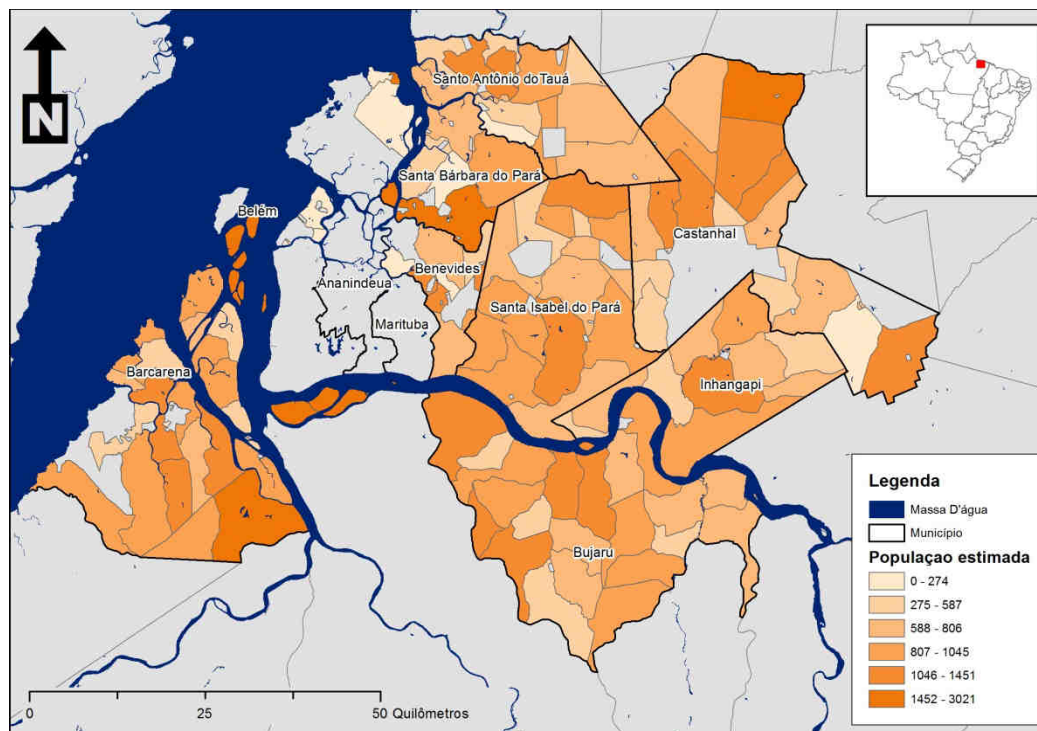 N
Santo Antônio do Tauá
Santa Bárbara do Pará
Belém
Castanhal
Benevides
Ananindeua
Santa Isabel do Pará
Marituba
Barcarena
Inhangapi
Bujaru
Legenda
Massa D'água
Município
Populaçao estimada
0 - 274
275 - 587
588 - 806
807 - 1045
1046 - 1451
1452 - 3021
0 25 50 Quilômetros